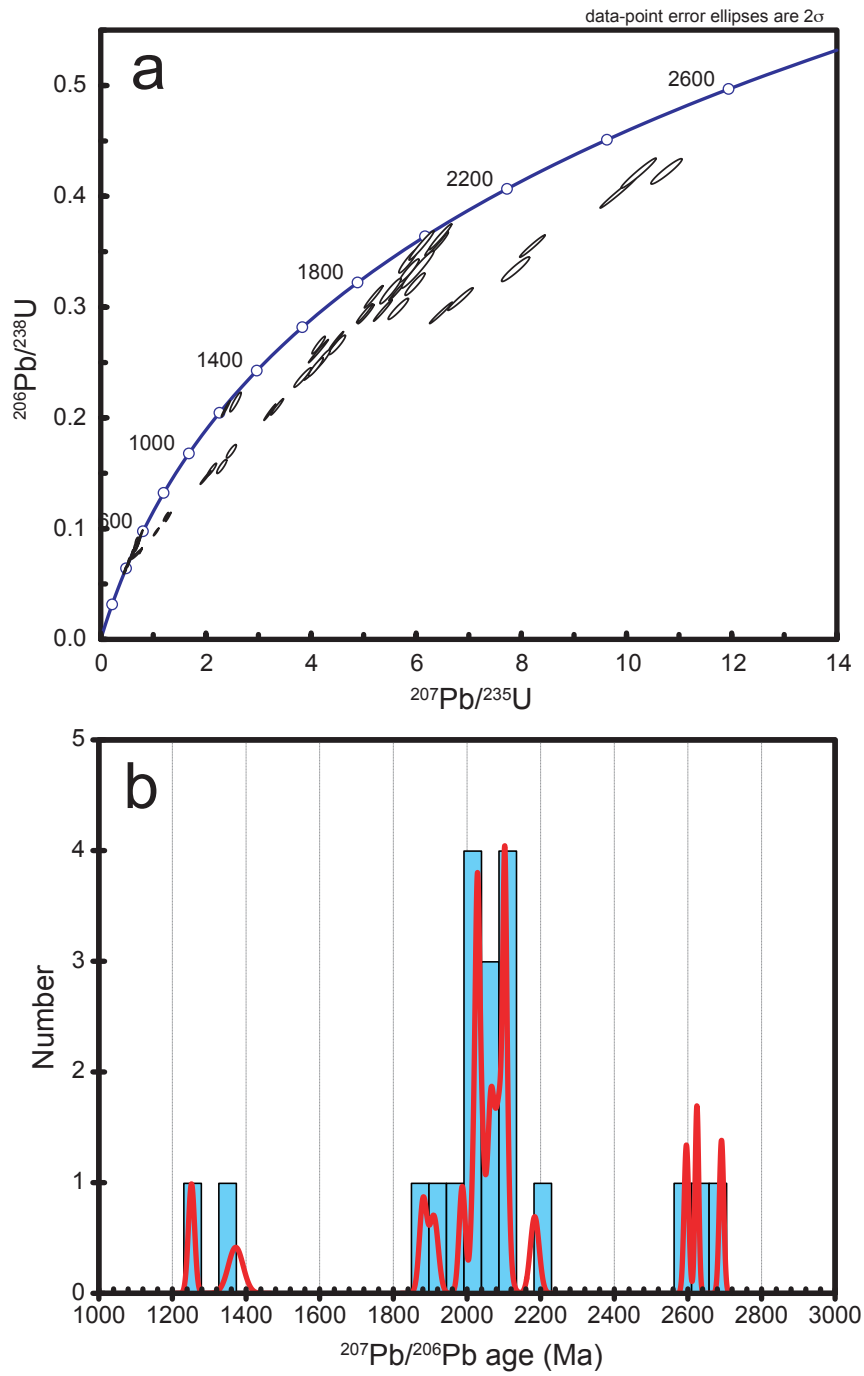 data-point error ellipses are 2σ
a
0.5
2600
0.4
2200
1800
0.3
1400
0.2
1000
600
0.1
0.0
0 2 4 6 8 10 12 14
206Pb/238U
207Pb/235U
b
5
4
3
2
1
0
1000 1200 1400 1600 1800 2000 2200 2400 2600 2800 3000
Number
207Pb/206Pb age (Ma)